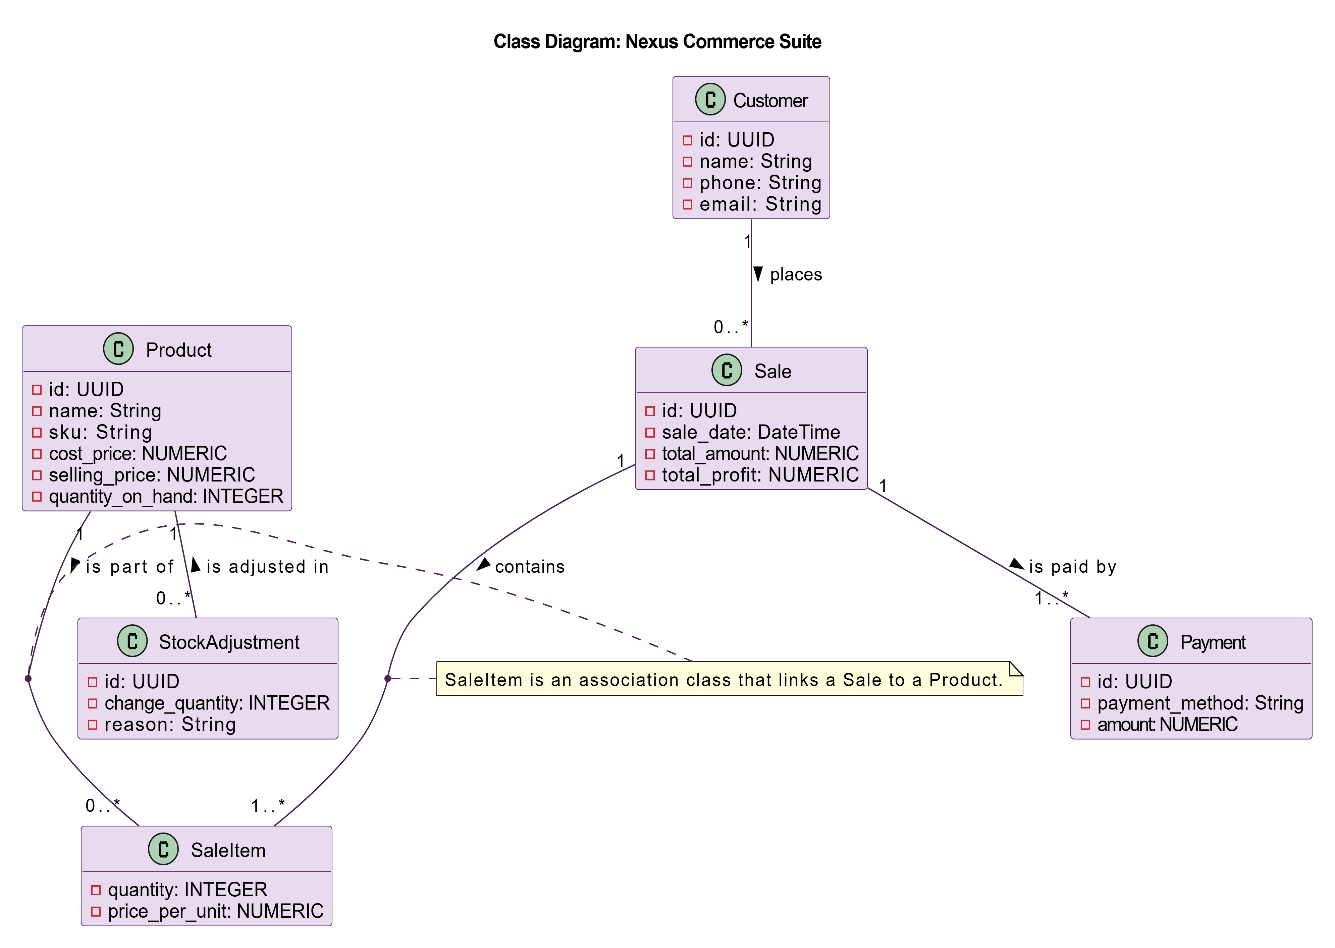 Class Diagram: Nexus Commerce Suite
C Customer
id: UUID
name: String
phone: String
email: String
1
places
0..*
C Product
id: UUID
name: String
sku: String
cost_price: NUMERIC
selling_price: NUMERIC
quantity_on_hand: INTEGER
C Sale
id: UUID
sale_date: DateTime
total_amount: NUMERIC
total_profit: NUMERIC
1
1
1
1
is part of
is adjusted in
contains
is paid by
0..*
1..*
C StockAdjustment
id: UUID
change_quantity: INTEGER
reason: String
SaleItem is an association class that links a Sale to a Product.
C Payment
id: UUID
payment_method: String
amount: NUMERIC
0..*
1..*
C SaleItem
quantity: INTEGER
price_per_unit: NUMERIC